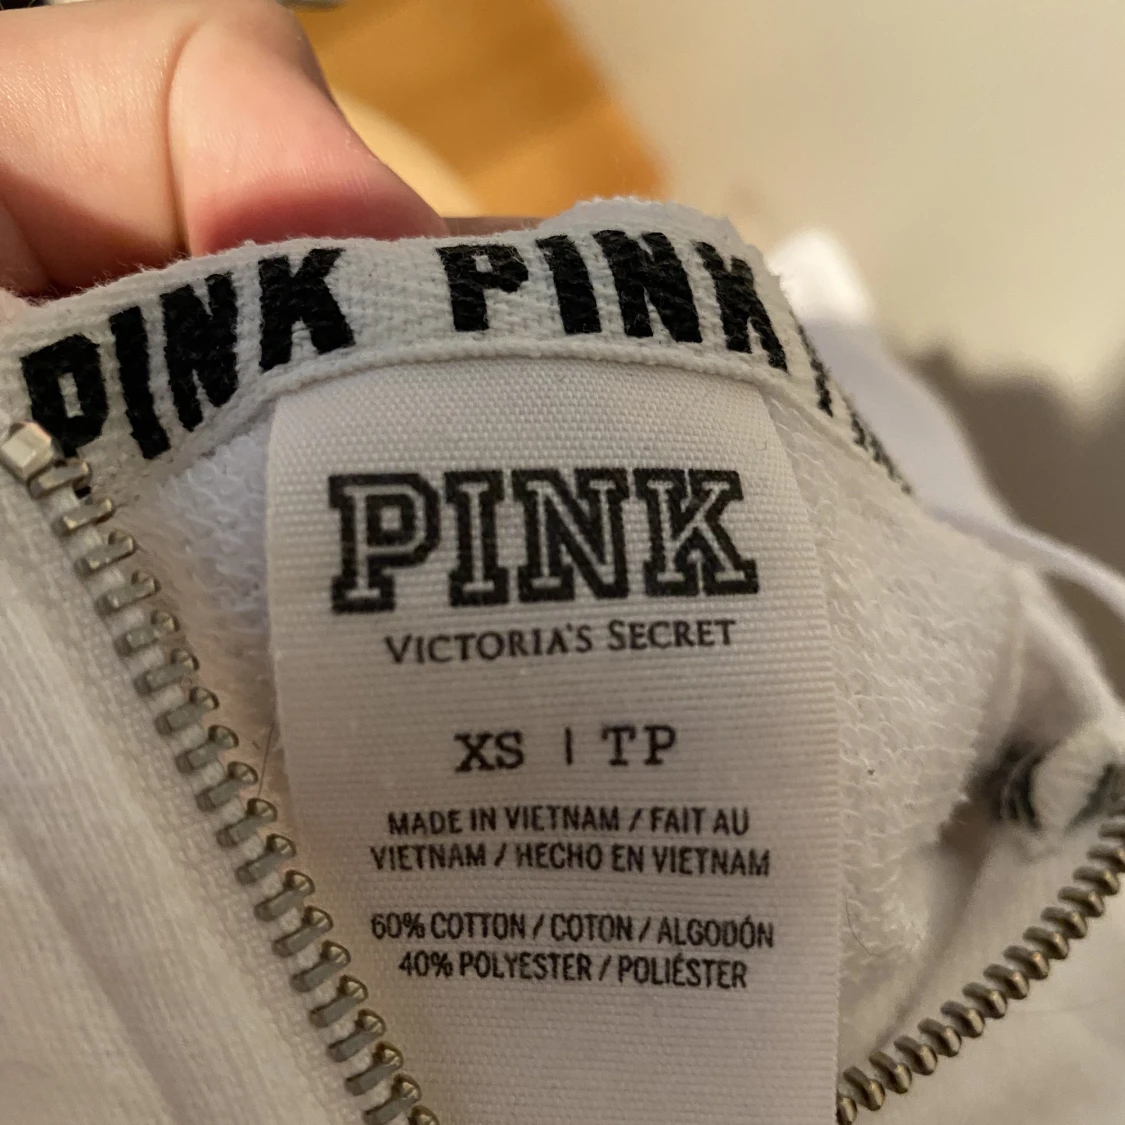 PINK PINK
PINK
VICTORIA'S SECRET
XS | TP
MADE IN VIETNAM / FAIT AU
VIETNAM / HECHO EN VIETNAM
60% COTTON / COTON / ALGODÓN
40% POLYESTER / POLIÉSTER